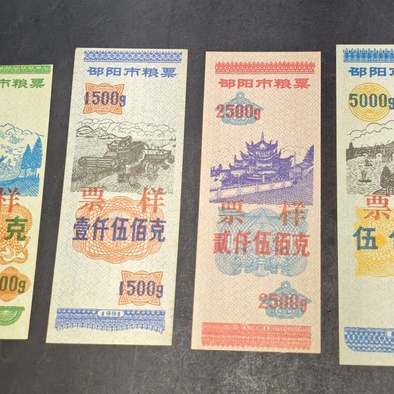 市粮票
样
克
00g
邵阳市粮票
1500g
票样
壹仟伍佰克
1500g
1991
邵阳市粮票
2500g
票样
贰仟伍佰克
2500g
邵阳
5000g
票
伍